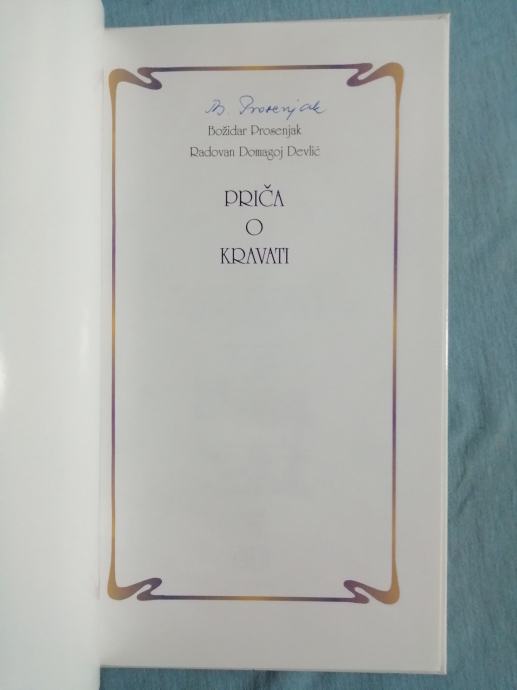 B. Prosenjak
Božidar Prosenjak
Radovan Domagoj Devlić
PRIČA
O
KRAVATI